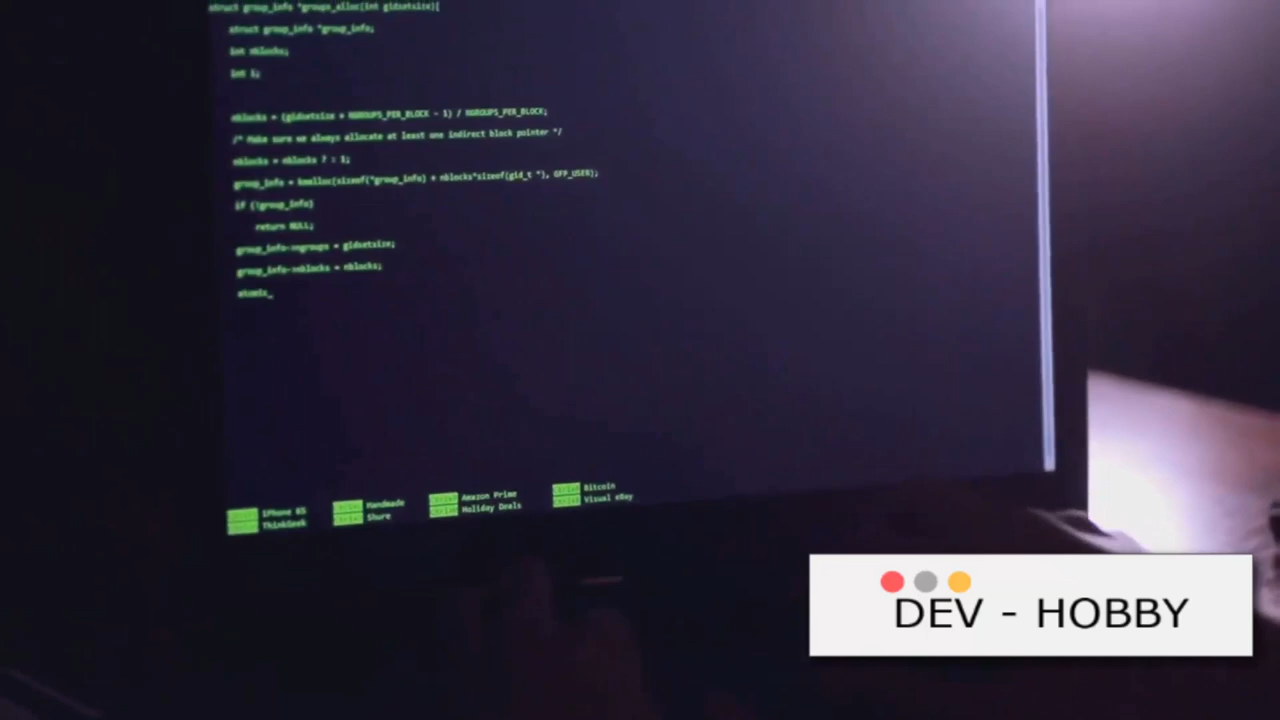 struct group_info *groups_alloc(int gidsetsize){
struct group_info *group_info;
int nblocks;
int i;
nblocks = (gidsetsize + NGROUPS_PER_BLOCK - 1) / NGROUPS_PER_BLOCK;
/* Make sure we always allocate at least one indirect block pointer */
nblocks = nblocks ? : 1;
group_info = kmalloc(sizeof(*group_info) + nblocks*sizeof(gid_t *), GFP_USER);
if (!group_info)
return NULL;
group_info->ngroups = gidsetsize;
group_info->nblocks = nblocks;
atomic_
iPhone Handmade Amazon Prime Bitcoin
ThinkGeek Shure Holiday Deals Visual eKey
DEV - HOBBY